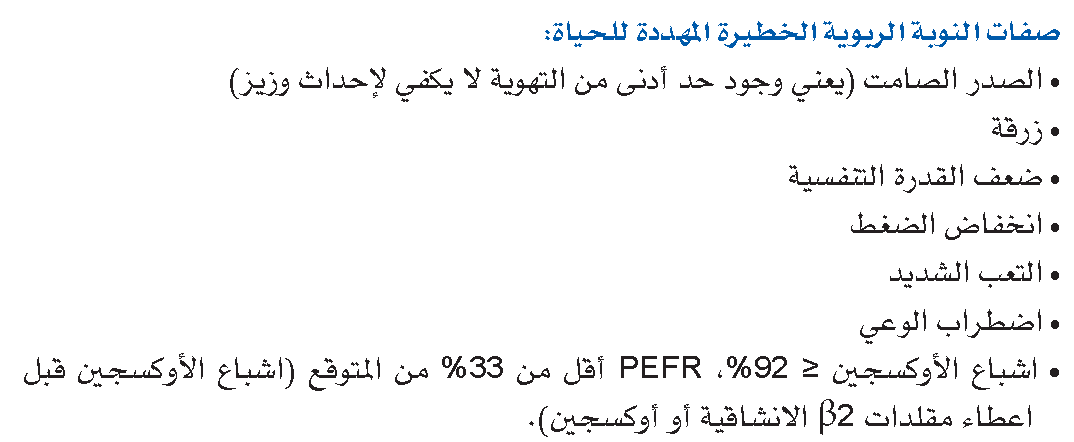 صفات النوبة الربوية الخطيرة المهددة للحياة:
• الصدر الصامت (يعني وجود حد أدنى من التهوية لا يكفي لإحداث وزيز)
• زرقة
• ضعف القدرة التنفسية
• انخفاض الضغط
• التعب الشديد
• اضطراب الوعي
• اشباع الأوكسجين ≤ 92%، PEFR أقل من 33% من المتوقع (اشباع الأوكسجين قبل
اعطاء مقلدات β2 الانشاقية أو أوكسجين).